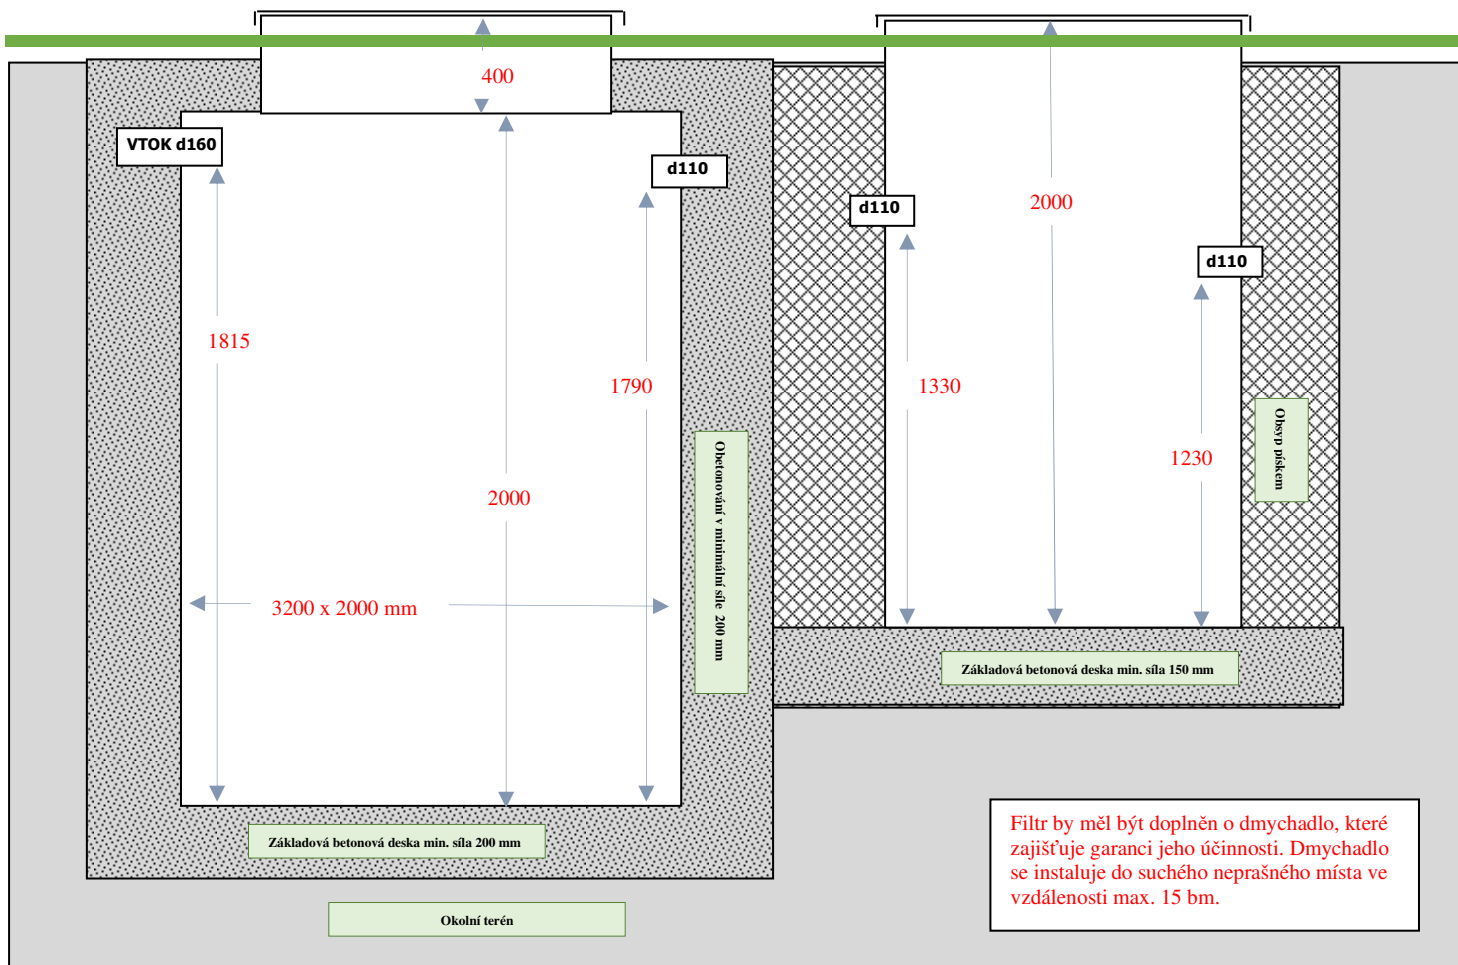 400
VTOK d160
d110
2000
d110
d110
1815
1790
1330
1230
2000
3200 x 2000 mm
Obetonování v minimální síle 200 mm
Obsyp pískem
Základová betonová deska min. síla 150 mm
Základová betonová deska min. síla 200 mm
Okolní terén
Filtr by měl být doplněn o dmychadlo, které
zajišťuje garanci jeho účinnosti. Dmychadlo
se instaluje do suchého neprašného místa ve
vzdálenosti max. 15 bm.